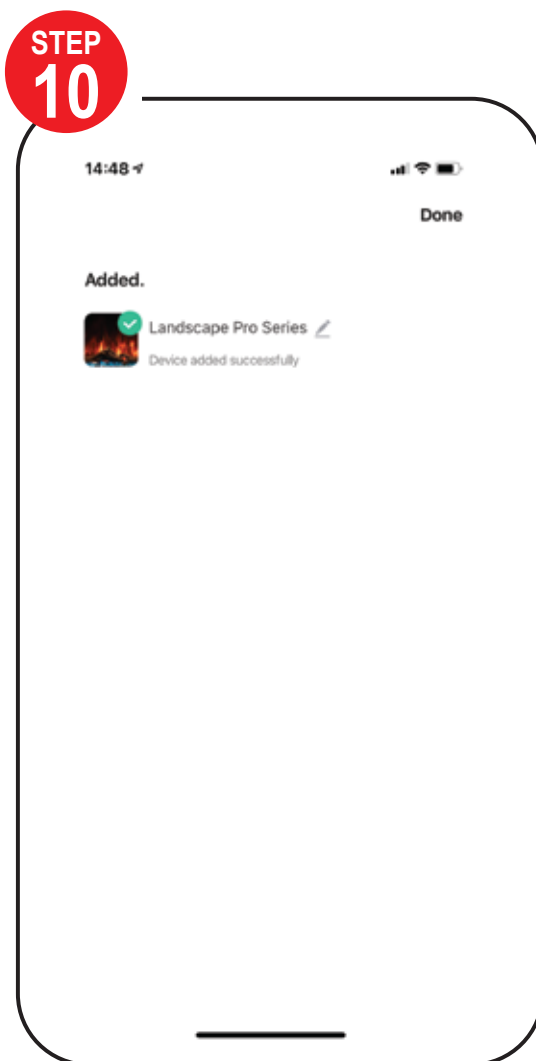 STEP
10
14:48
Done
Added.
Landscape Pro Series
Device added successfully